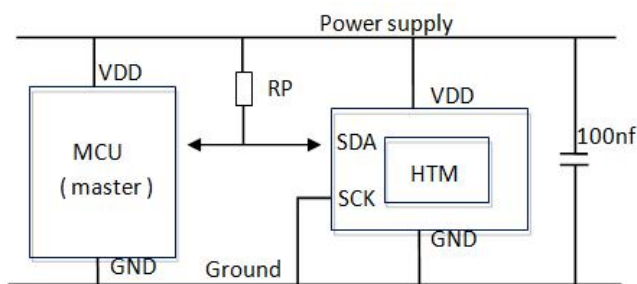 Power supply
VDD
RP
VDD
MCU
( master )
SDA
HTM
SCK
100nf
GND
Ground
GND